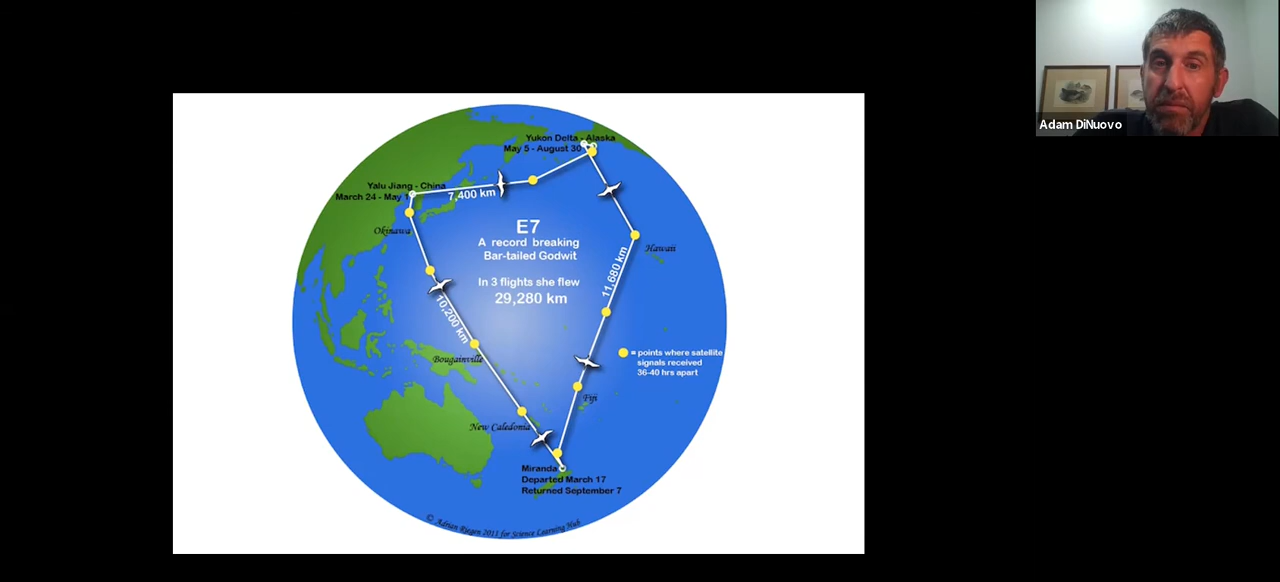 Adam DiNuovo
Yukon Delta - Alaska
May 5 - August 30
Yalu Jiang - China
March 24 - May 1
7,400 km
Okinawa
E7
A record breaking
Bar-tailed Godwit
In 3 flights she flew
29,280 km
Hawaii
11,680 km
10,200 km
Bougainville
= points where satellite
signals received
36-40 hrs apart
Fiji
New Caledonia
Miranda
Departed March 17
Returned September 7
© Adrian Riegen 2011 for Science Learning Hub